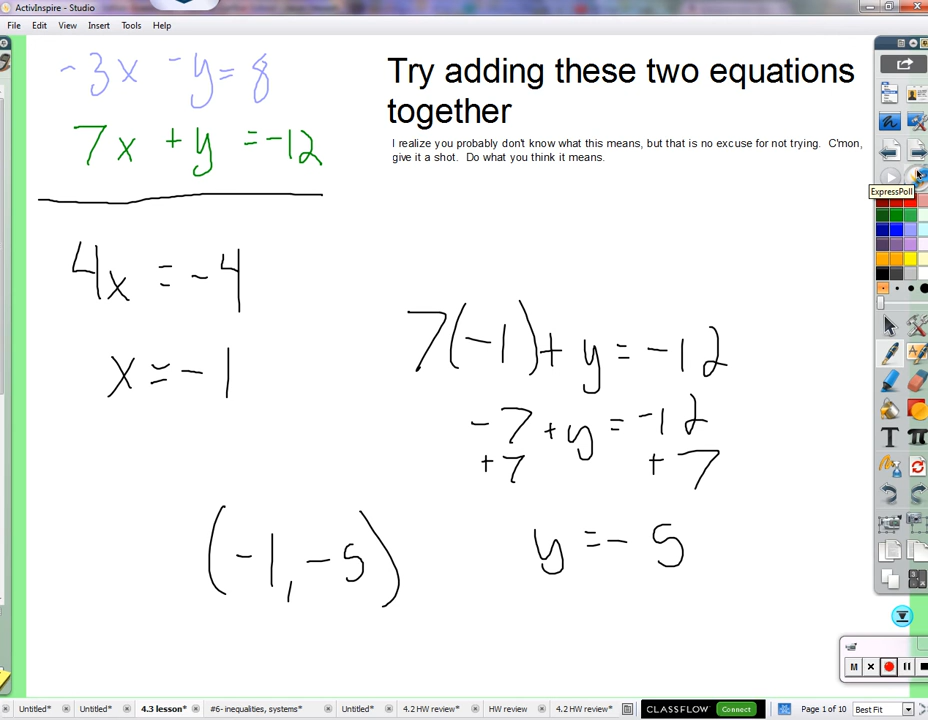 ActivInspire - Studio
File Edit View Insert Tools Help
-3x -y = 8
7x + y = -12
4x = -4
x = -1
(-1, -5)
Try adding these two equations
together
I realize you probably don't know what this means, but that is no excuse for not trying. C'mon,
give it a shot. Do what you think it means.
7(-1) + y = -12
-7 + y = -12
+7 +7
y = -5
ExpressPoll
T π
M
Untitled* Untitled* 4.3 lesson* #6- inequalities, systems* Untitled* 4.2 HW review* HW review 4.2 HW review* CLASSFLOW Connect Page 1 of 10 Best Fit